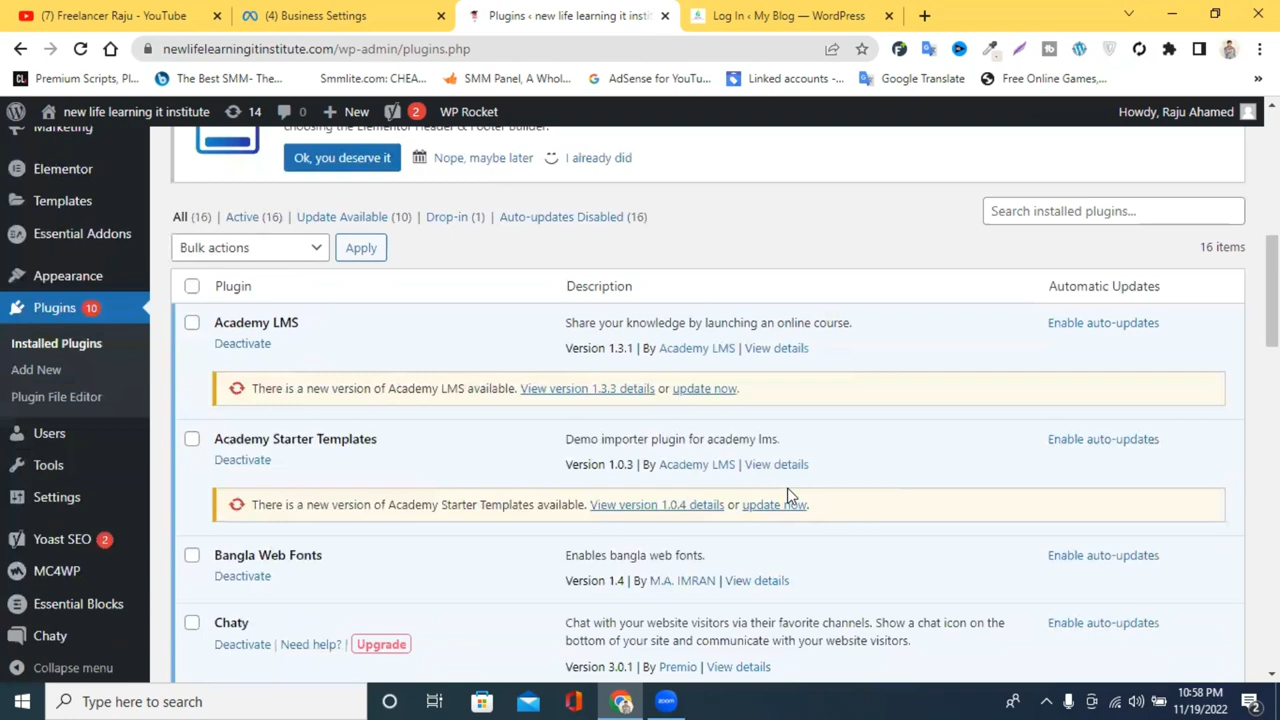 (7) Freelancer Raju - YouTube
(4) Business Settings
Plugins ‹ new life learning it insti
Log In ‹ My Blog — WordPress
newlifelearningitinstitute.com/wp-admin/plugins.php
CL Premium Scripts, Pl...
The Best SMM- The...
Smmlite.com: CHEA...
SMM Panel, A Whol...
AdSense for YouTu...
Linked accounts -...
Google Translate
Free Online Games,...
new life learning it institute
14
0
New
2
WP Rocket
Howdy, Raju Ahamed
Marketing
Elementor
Templates
Essential Addons
Appearance
Plugins 10
Installed Plugins
Add New
Plugin File Editor
Users
Tools
Settings
Yoast SEO 2
MC4WP
Essential Blocks
Chaty
Collapse menu
choosing the Elementor Header & Footer Builder.
Ok, you deserve it
Nope, maybe later
I already did
All (16) | Active (16) | Update Available (10) | Drop-in (1) | Auto-updates Disabled (16)
Search installed plugins...
Bulk actions
Apply
16 items
Plugin Description Automatic Updates
Academy LMS
Deactivate
Share your knowledge by launching an online course.
Version 1.3.1 | By Academy LMS | View details
Enable auto-updates
There is a new version of Academy LMS available. View version 1.3.3 details or update now.
Academy Starter Templates
Deactivate
Demo importer plugin for academy lms.
Version 1.0.3 | By Academy LMS | View details
Enable auto-updates
There is a new version of Academy Starter Templates available. View version 1.0.4 details or update now.
Bangla Web Fonts
Deactivate
Enables bangla web fonts.
Version 1.4 | By M.A. IMRAN | View details
Enable auto-updates
Chaty
Deactivate | Need help? | Upgrade
Chat with your website visitors via their favorite channels. Show a chat icon on the
bottom of your site and communicate with your website visitors.
Version 3.0.1 | By Premio | View details
Enable auto-updates
Type here to search
zoom
10:58 PM
11/19/2022
2